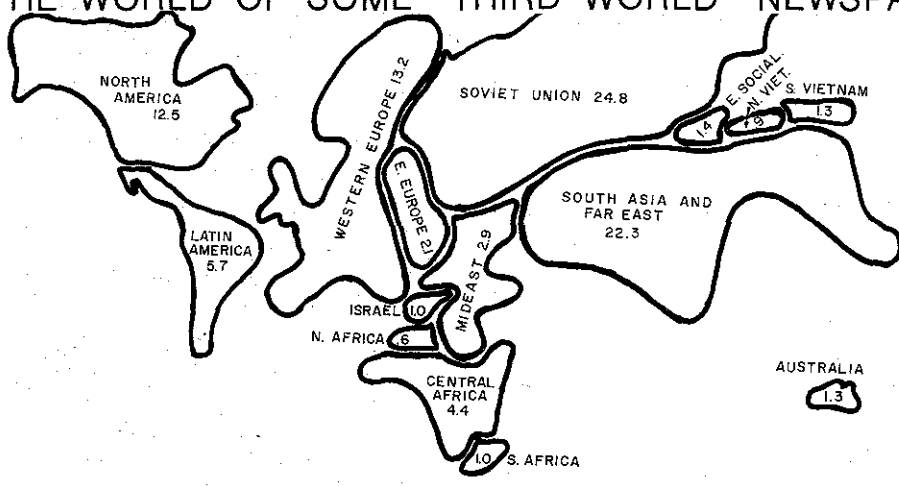 HE WORLD OF SOME "THIRD WORLD" NEWSPA
NORTH
AMERICA
12.5
WESTERN EUROPE 13.2
SOVIET UNION 24.8
E. SOCIAL.
1.4
N. VIET.
.9
S. VIETNAM
1.3
E. EUROPE 2.1
SOUTH ASIA AND
FAR EAST
22.3
LATIN
AMERICA
5.7
MIDEAST 2.9
ISRAEL 1.0
N. AFRICA .6
CENTRAL
AFRICA
4.4
AUSTRALIA
1.3
1.0 S. AFRICA